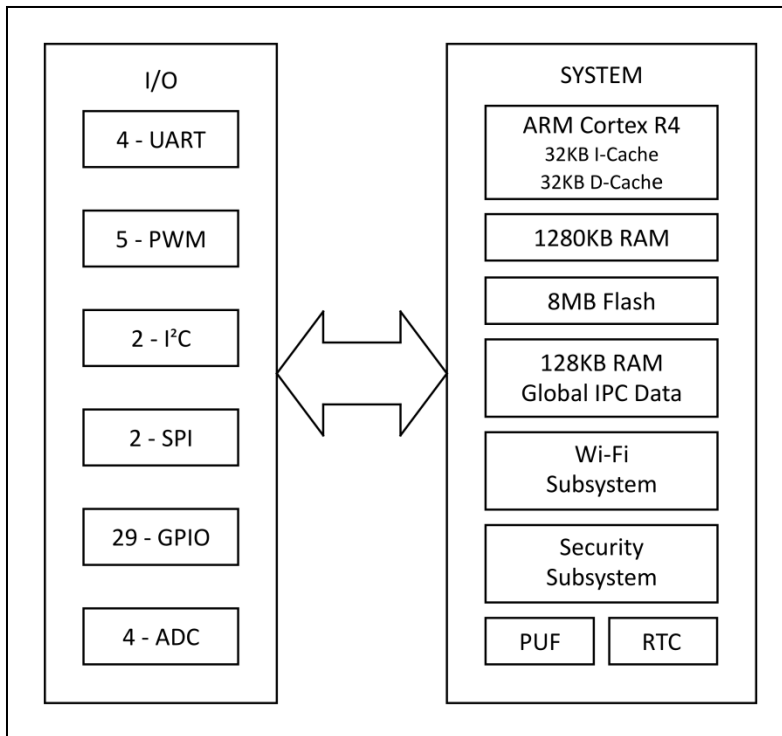 I/O
4 - UART
5 - PWM
2 - I²C
2 - SPI
29 - GPIO
4 - ADC
SYSTEM
ARM Cortex R4
32KB I-Cache
32KB D-Cache
1280KB RAM
8MB Flash
128KB RAM
Global IPC Data
Wi-Fi
Subsystem
Security
Subsystem
PUF
RTC